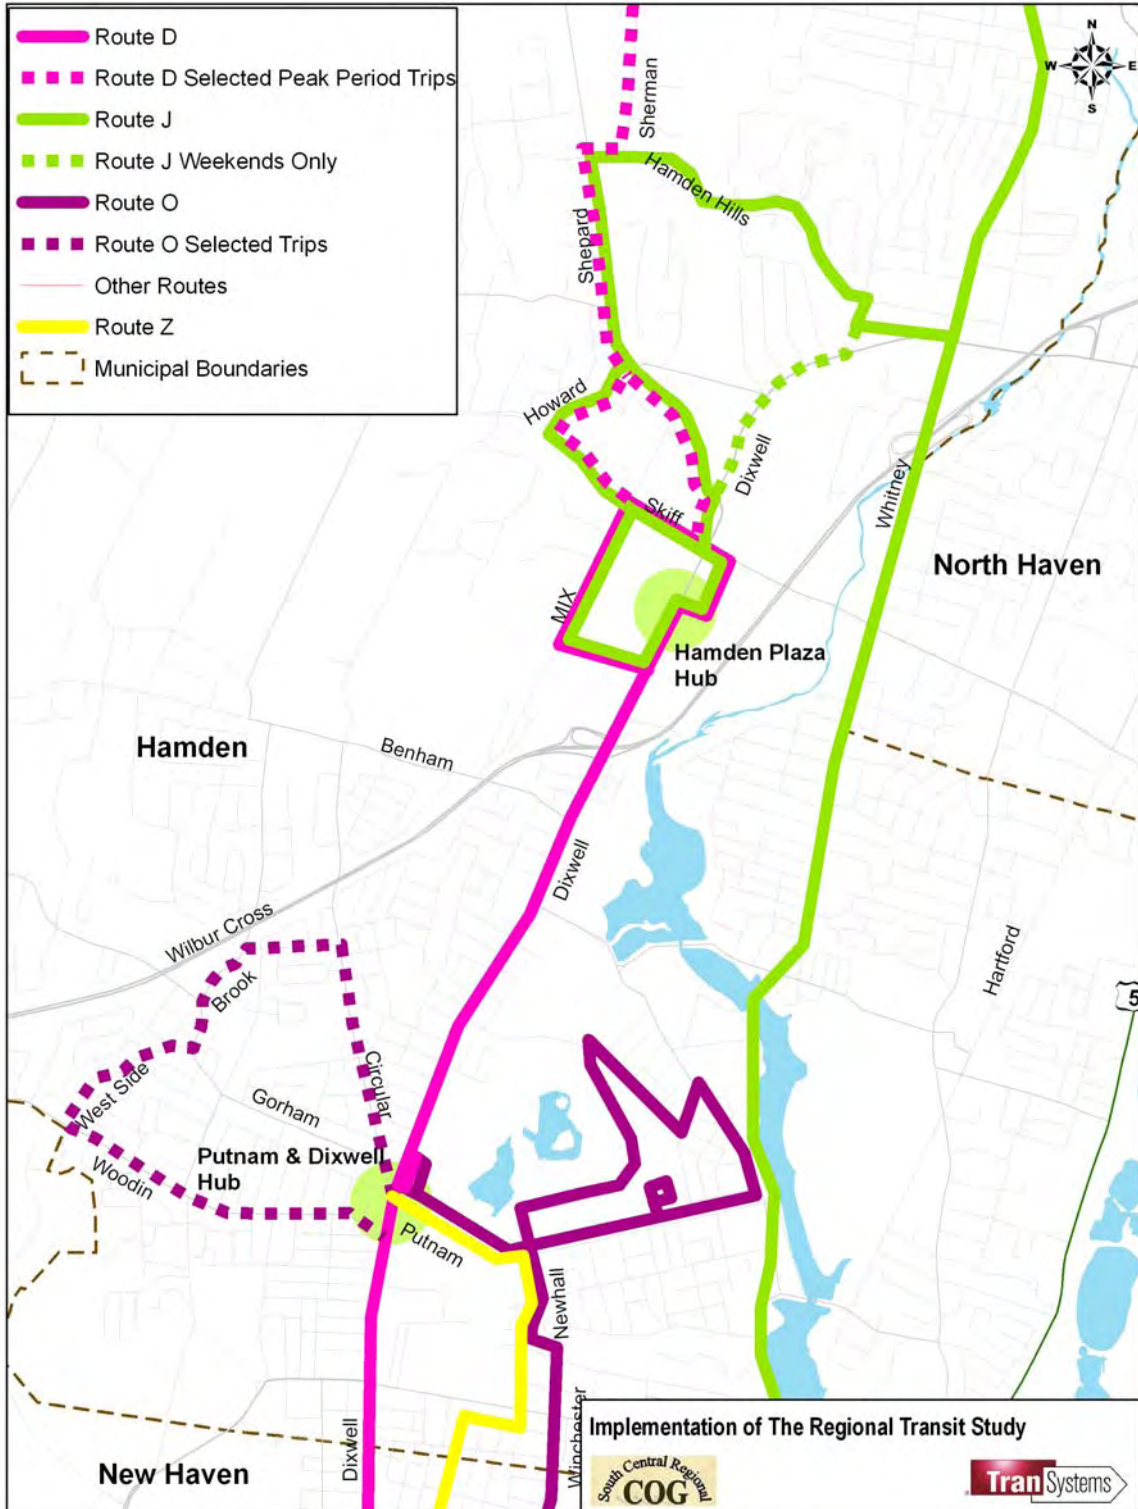 Route D
Route D Selected Peak Period Trips
Route J
Route J Weekends Only
Route O
Route O Selected Trips
Other Routes
Route Z
Municipal Boundaries
N
W
E
S
Sherman
Hamden Hills
Shepard
Howard
Dixwell
Skiff
Whitney
North Haven
MIX
Hamden Plaza
Hub
Hamden
Benham
Dixwell
Wilbur Cross
Brook
Hartford
5
West Side
Circular
Gorham
Putnam & Dixwell
Hub
Woodin
Putnam
Newhall
Dixwell
Winchester
New Haven
Implementation of The Regional Transit Study
South Central Regional
COG
TranSystems